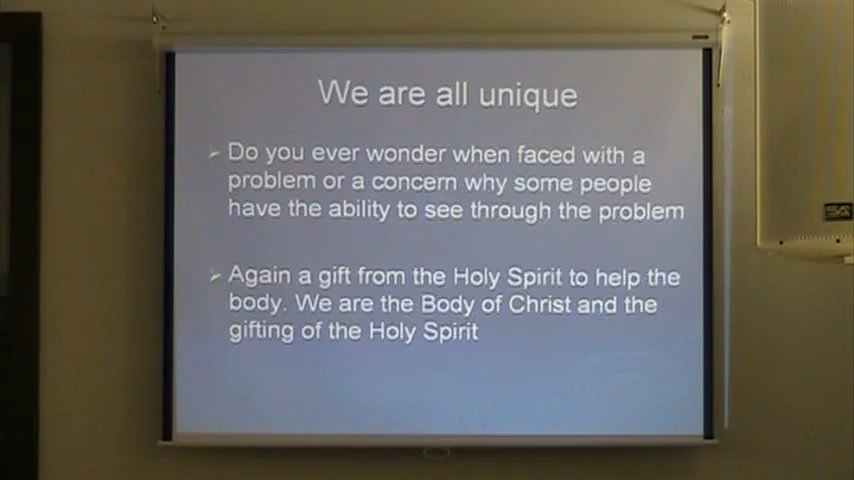 We are all unique
Do you ever wonder when faced with a
problem or a concern why some people
have the ability to see through the problem
Again a gift from the Holy Spirit to help the
body. We are the Body of Christ and the
gifting of the Holy Spirit